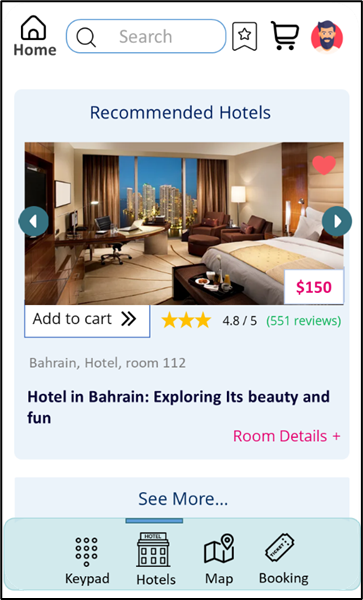 Home
Search
Recommended Hotels
$150
Add to cart
4.8 / 5 (551 reviews)
Bahrain, Hotel, room 112
Hotel in Bahrain: Exploring Its beauty and
fun
Room Details +
See More...
HOTEL
TICKET
Keypad Hotels Map Booking